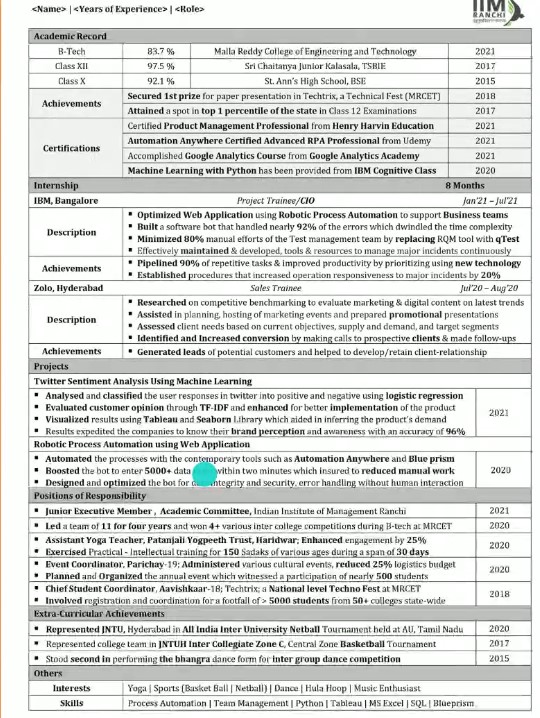 <Name> | <Years of Experience> | <Role>
IIM
RANCHI
Academic Record
B-Tech 83.7 % Malla Reddy College of Engineering and Technology 2021
Class XII 97.5 % Sri Chaitanya Junior Kalasala, TSBIE 2017
Class X 92.1 % St. Ann's High School, BSE 2015
Achievements
Secured 1st prize for paper presentation in Techtrix, a Technical Fest (MRCET) 2018
Attained a spot in top 1 percentile of the state in Class 12 Examinations 2017
Certifications
Certified Product Management Professional from Henry Harvin Education 2021
Automation Anywhere Certified Advanced RPA Professional from Udemy 2021
Accomplished Google Analytics Course from Google Analytics Academy 2021
Machine Learning with Python has been provided from IBM Cognitive Class 2020
Internship 8 Months
IBM, Bangalore Project Trainee/CIO Jan'21 – Jul'21
Description
▪ Optimized Web Application using Robotic Process Automation to support Business teams
▪ Built a software bot that handled nearly 92% of the errors which dwindled the time complexity
▪ Minimized 80% manual efforts of the Test management team by replacing RQM tool with qTest
▪ Effectively maintained & developed, tools & resources to manage major incidents continuously
Achievements
▪ Pipelined 90% of repetitive tasks & improved productivity by prioritizing using new technology
▪ Established procedures that increased operation responsiveness to major incidents by 20%
Zolo, Hyderabad Sales Trainee Jul'20 – Aug'20
Description
▪ Researched on competitive benchmarking to evaluate marketing & digital content on latest trends
▪ Assisted in planning, hosting of marketing events and prepared promotional presentations
▪ Assessed client needs based on current objectives, supply and demand, and target segments
▪ Identified and Increased conversion by making calls to prospective clients & made follow-ups
Achievements
▪ Generated leads of potential customers and helped to develop/retain client-relationship
Projects
Twitter Sentiment Analysis Using Machine Learning
▪ Analysed and classified the user responses in twitter into positive and negative using logistic regression
▪ Evaluated customer opinion through TF-IDF and enhanced for better implementation of the product
▪ Visualized results using Tableau and Seaborn Library which aided in inferring the product's demand
▪ Results expedited the companies to know their brand perception and awareness with an accuracy of 96%
2021
Robotic Process Automation using Web Application
▪ Automated the processes with the contemporary tools such as Automation Anywhere and Blue prism
▪ Boosted the bot to enter 5000+ data within two minutes which insured to reduced manual work
▪ Designed and optimized the bot for integrity and security, error handling without human interaction
2020
Positions of Responsibility
▪ Junior Executive Member , Academic Committee, Indian Institute of Management Ranchi 2021
▪ Led a team of 11 for four years and won 4+ various inter college competitions during B-tech at MRCET 2020
▪ Assistant Yoga Teacher, Patanjali Yogpeeth Trust, Haridwar; Enhanced engagement by 25%
▪ Exercised Practical - Intellectual training for 150 Sadaks of various ages during a span of 30 days
2020
▪ Event Coordinator, Parichay-19; Administered various cultural events, reduced 25% logistics budget
▪ Planned and Organized the annual event which witnessed a participation of nearly 500 students
2020
▪ Chief Student Coordinator, Aavishkaar-18; Techtrix; a National level Techno Fest at MRCET
▪ Involved registration and coordination for a footfall of > 5000 students from 50+ colleges state-wide
2018
Extra-Curricular Achievements
▪ Represented JNTU, Hyderabad in All India Inter University Netball Tournament held at AU, Tamil Nadu 2020
▪ Represented college team in JNTUH Inter Collegiate Zone C, Central Zone Basketball Tournament 2017
▪ Stood second in performing the bhangra dance form for inter group dance competition 2015
Others
Interests Yoga | Sports (Basket Ball | Netball) | Dance | Hula Hoop | Music Enthusiast
Skills Process Automation | Team Management | Python | Tableau | MS Excel | SQL | Blueprism